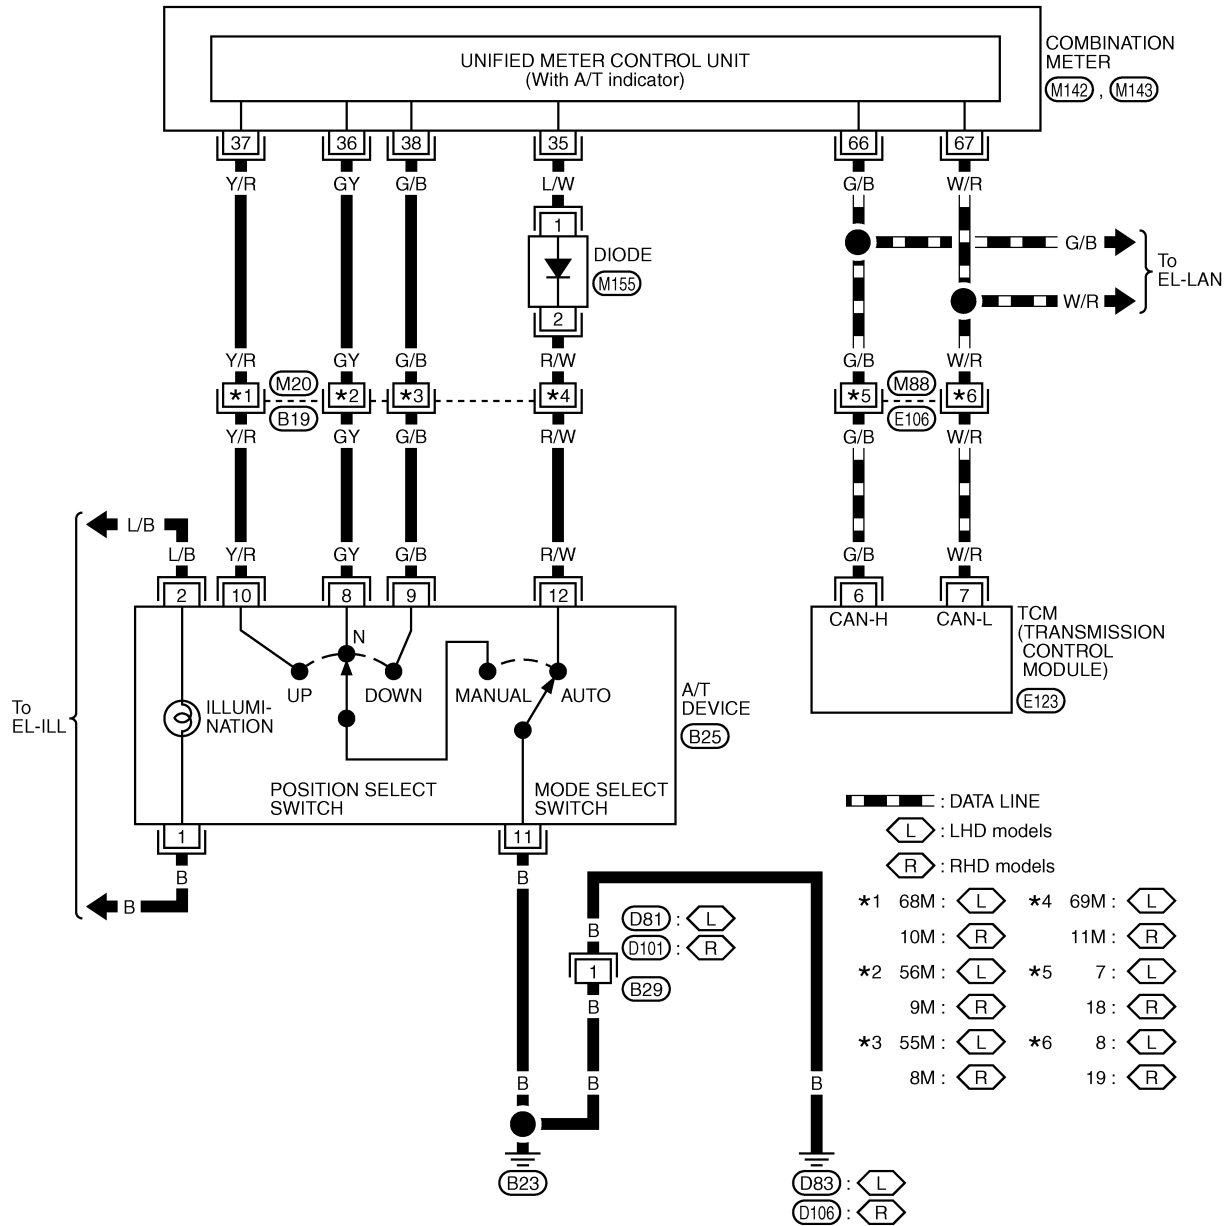 UNIFIED METER CONTROL UNIT
(With A/T indicator)
COMBINATION
METER
M142 , M143
37 36 38 35 66 67
Y/R GY G/B L/W G/B W/R
1
DIODE
M155
2
G/B
W/R
To
EL-LAN
Y/R GY G/B R/W G/B W/R
*1 M20 *2 *3 *4 *5 M88 *6
B19 E106
Y/R GY G/B R/W G/B W/R
L/B
L/B Y/R GY G/B R/W G/B W/R
2 10 8 9 12 6 7
CAN-H CAN-L
TCM
(TRANSMISSION
CONTROL
MODULE)
E123
N
UP DOWN MANUAL AUTO
ILLUMI-
NATION
A/T
DEVICE
B25
To
EL-ILL
POSITION SELECT
SWITCH
MODE SELECT
SWITCH
1 11
B B
B
: DATA LINE
L : LHD models
R : RHD models
*1 68M : L *4 69M : L
10M : R 11M : R
*2 56M : L *5 7 : L
9M : R 18 : R
*3 55M : L *6 8 : L
8M : R 19 : R
B
D81 : L
D101 : R
1
B29
B
B B B
B23
D83 : L
D106 : R